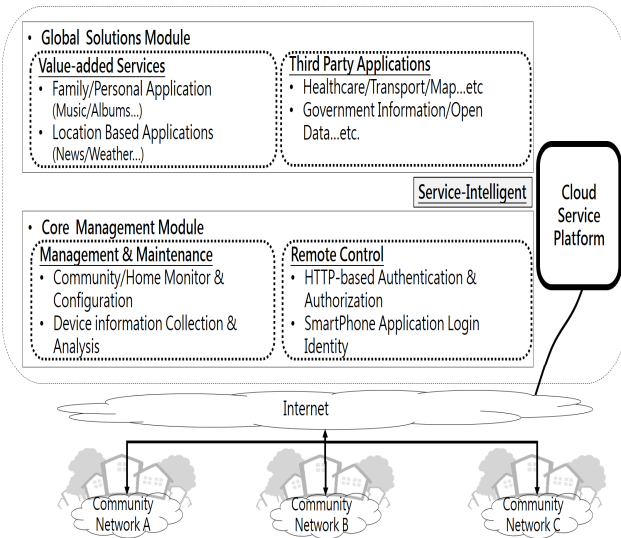 • Global Solutions Module
Value-added Services
• Family/Personal Application
(Music/Albums...)
• Location Based Applications
(News/Weather...)
Third Party Applications
• Healthcare/Transport/Map...etc
• Government Information/Open
Data...etc.
Service-Intelligent
Cloud
Service
Platform
• Core Management Module
Management & Maintenance
• Community/Home Monitor &
Configuration
• Device information Collection &
Analysis
Remote Control
• HTTP-based Authentication &
Authorization
• SmartPhone Application Login
Identity
Internet
Community
Network A
Community
Network B
Community
Network C